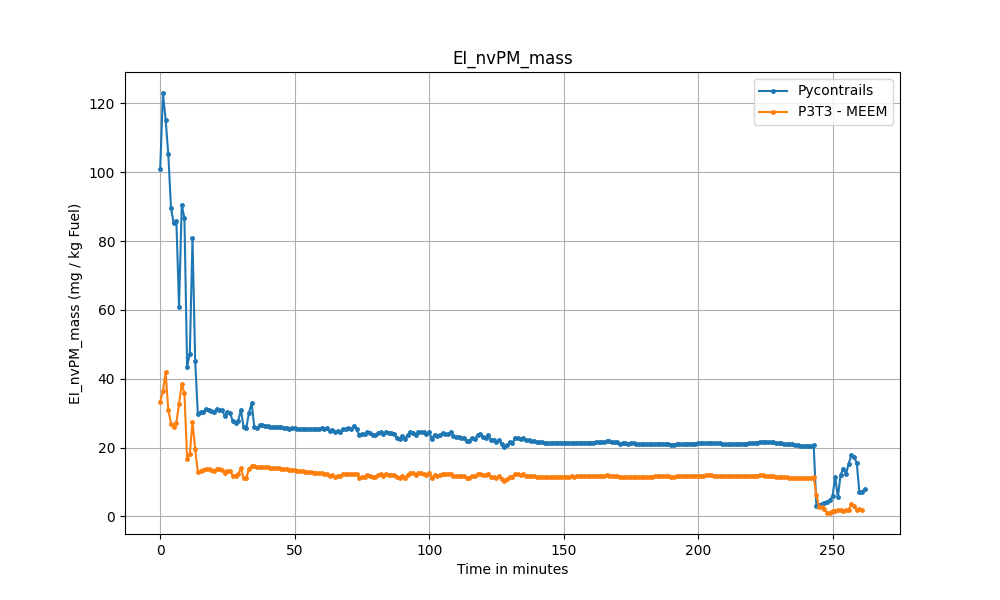 EI_nvPM_mass
Pycontrails
P3T3 - MEEM
EI_nvPM_mass (mg / kg Fuel)
120
100
80
60
40
20
0
0 50 100 150 200 250
Time in minutes